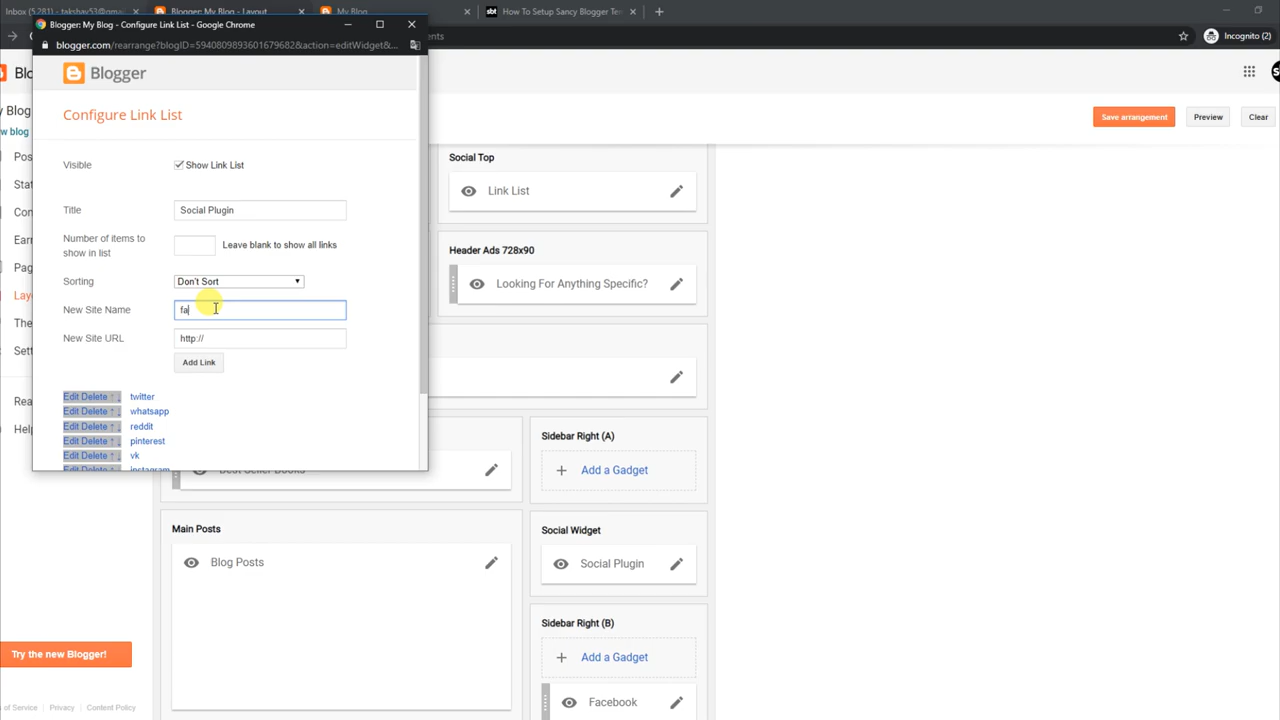 Inbox (5,281) - takshay53@gmail.c
Blogger: My Blog - Layout
My Blog
How To Setup Sancy Blogger Tem
Blogger: My Blog - Configure Link List - Google Chrome
blogger.com/rearrange?blogID=5940809893601679682&action=editWidget&...
ents
Incognito (2)
Blogger
Blo
Configure Link List
y Blog
w blog
Save arrangement
Preview
Clear
Pos
Stat
Con
Earn
Page
Layo
The
Sett
Rea
Help
Visible
Show Link List
Title
Social Plugin
Number of items to
show in list
Leave blank to show all links
Sorting
Don't Sort
New Site Name
fa
New Site URL
http://
Add Link
Edit Delete ↑ ↓ twitter
Edit Delete ↑ ↓ whatsapp
Edit Delete ↑ ↓ reddit
Edit Delete ↑ ↓ pinterest
Edit Delete ↑ ↓ vk
Edit Delete ↑ ↓ instagram
Social Top
Link List
Header Ads 728x90
Looking For Anything Specific?
Best Seller Books
Sidebar Right (A)
Add a Gadget
Main Posts
Blog Posts
Social Widget
Social Plugin
Sidebar Right (B)
Add a Gadget
Facebook
Try the new Blogger!
s of Service
Privacy
Content Policy